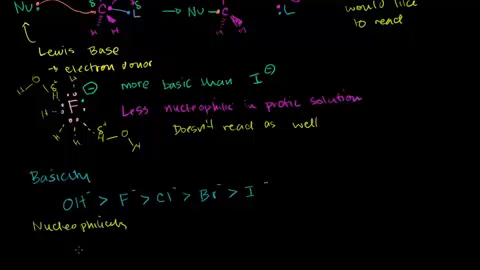 Nu: C L → Nu C :L would like
to react
Lewis Base
→ electron donor
F ⊖ more basic than I ⊖
Less nucleophilic in protic solution
Doesn't react as well
Basicity
OH⁻ > F⁻ > Cl⁻ > Br⁻ > I⁻
Nucleophilicity